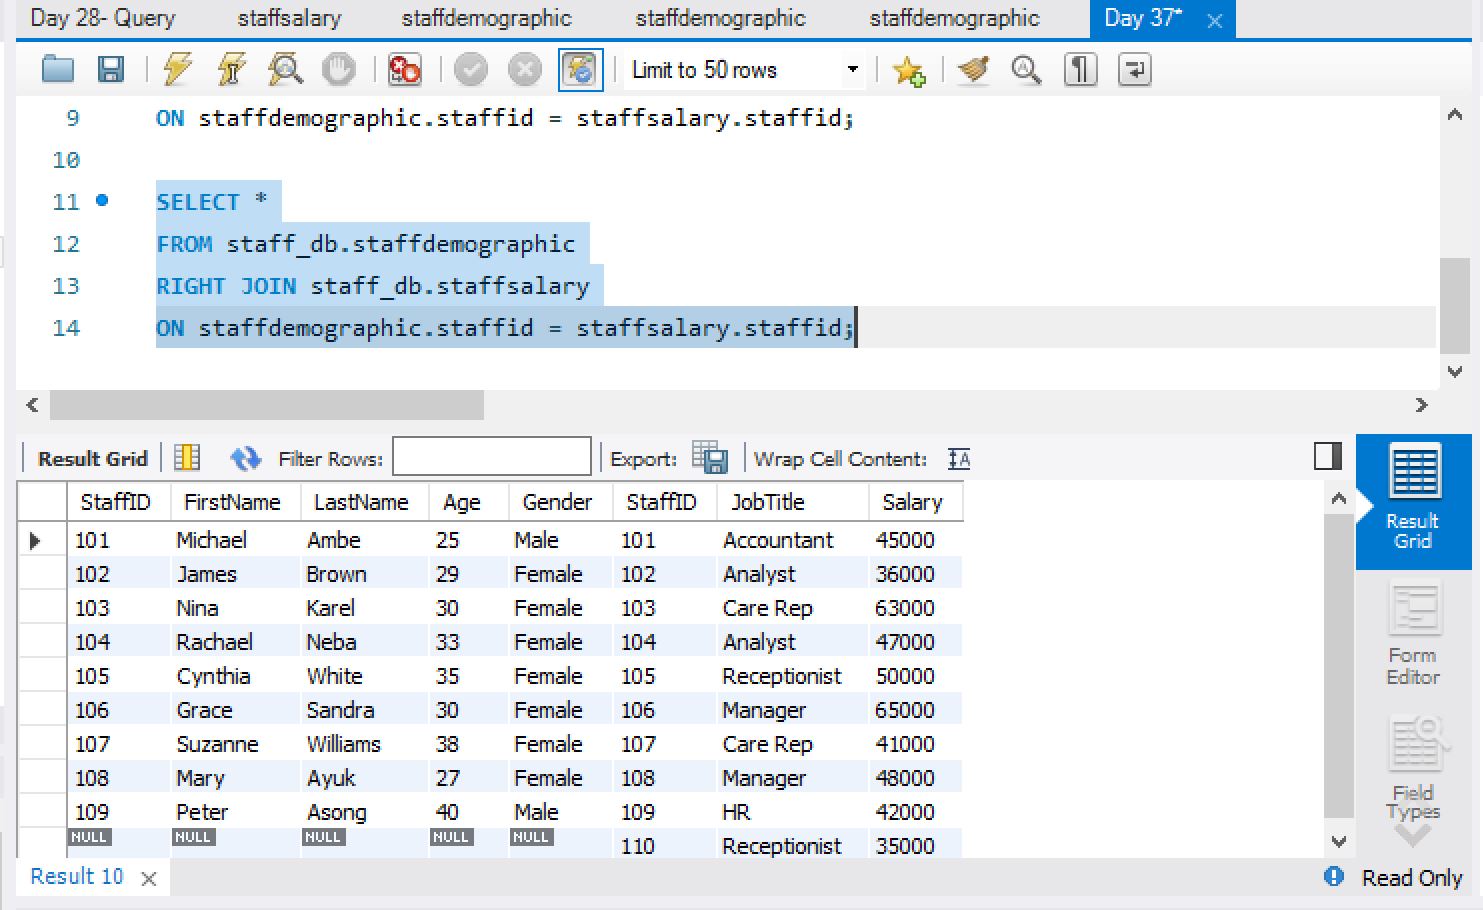 Day 28- Query staffsalary staffdemographic staffdemographic staffdemographic Day 37*
Limit to 50 rows
9 ON staffdemographic.staffid = staffsalary.staffid;
10
11 SELECT *
12 FROM staff_db.staffdemographic
13 RIGHT JOIN staff_db.staffsalary
14 ON staffdemographic.staffid = staffsalary.staffid;
Result Grid Filter Rows: Export: Wrap Cell Content: IA
StaffID FirstName LastName Age Gender StaffID JobTitle Salary
101 Michael Ambe 25 Male 101 Accountant 45000
102 James Brown 29 Female 102 Analyst 36000
103 Nina Karel 30 Female 103 Care Rep 63000
104 Rachael Neba 33 Female 104 Analyst 47000
105 Cynthia White 35 Female 105 Receptionist 50000
106 Grace Sandra 30 Female 106 Manager 65000
107 Suzanne Williams 38 Female 107 Care Rep 41000
108 Mary Ayuk 27 Female 108 Manager 48000
109 Peter Asong 40 Male 109 HR 42000
NULL NULL NULL NULL NULL 110 Receptionist 35000
Result
Grid
Form
Editor
Field
Types
Result 10 Read Only